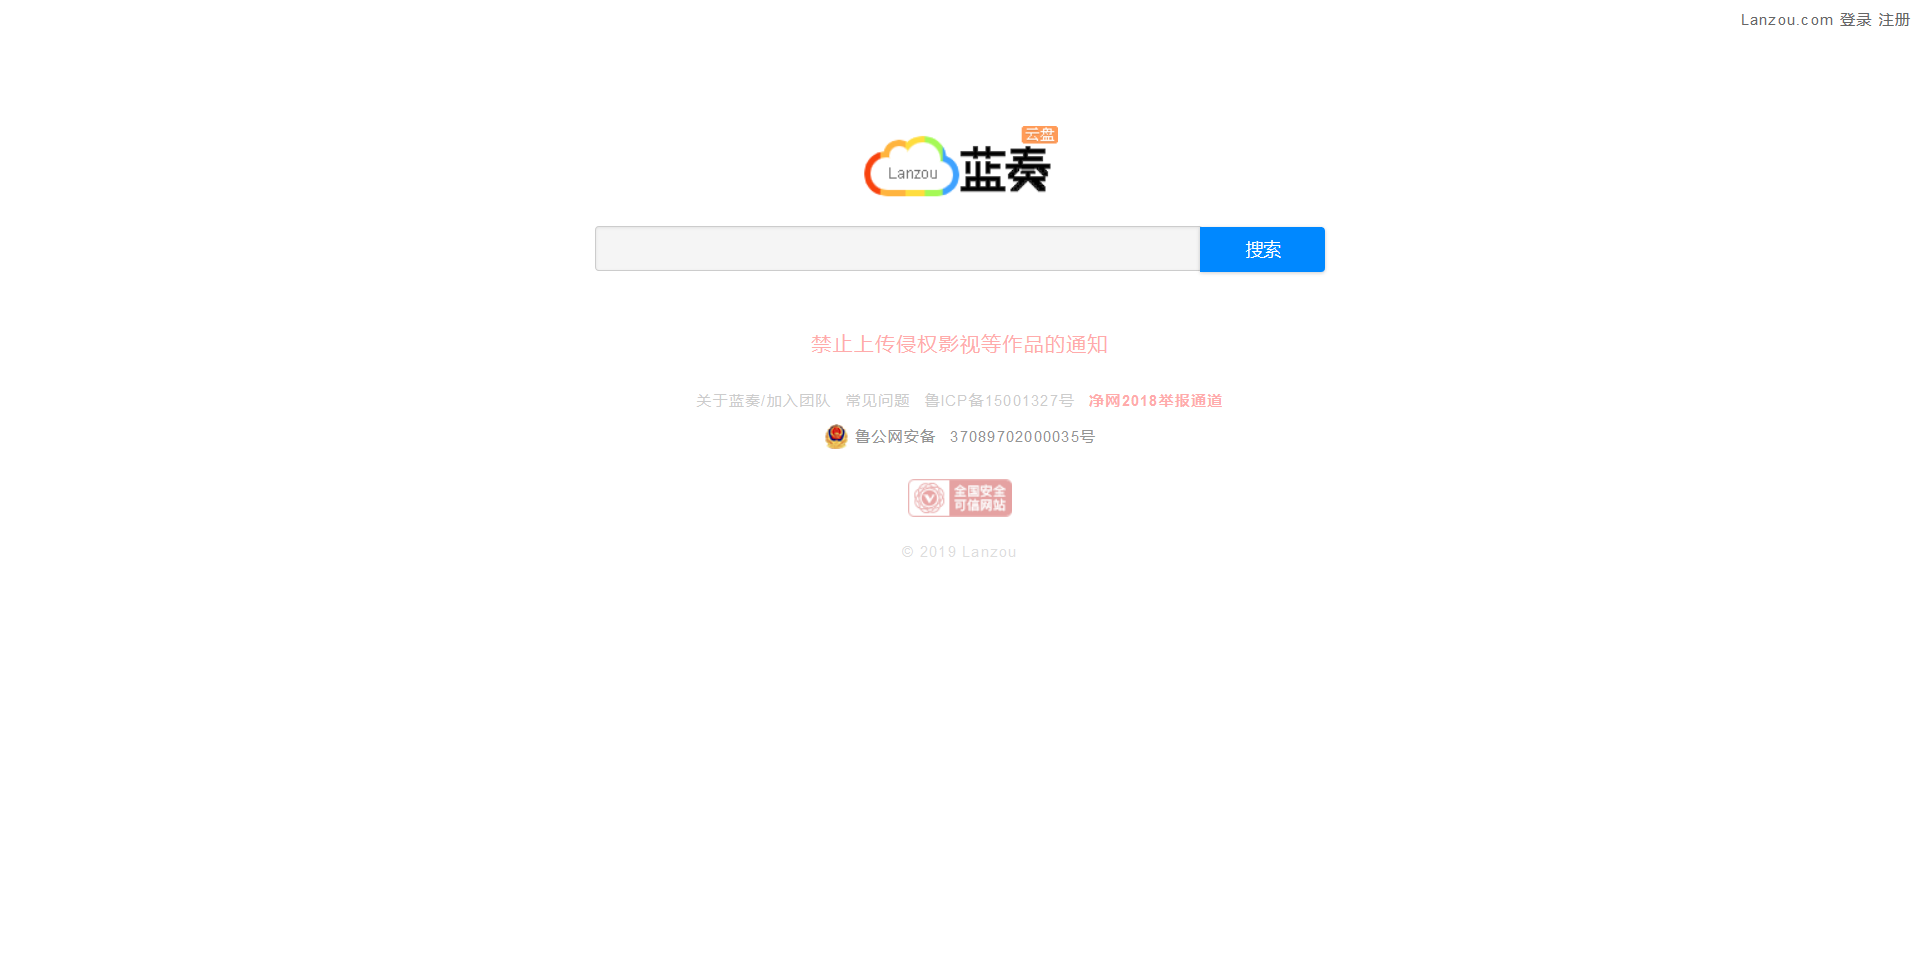 Lanzou.com 登录 注册
云盘
Lanzou 蓝奏
搜索
禁止上传侵权影视等作品的通知
关于蓝奏/加入团队 常见问题 鲁ICP备15001327号 净网2018举报通道
鲁公网安备 37089702000035号
全国安全
可信网站
© 2019 Lanzou